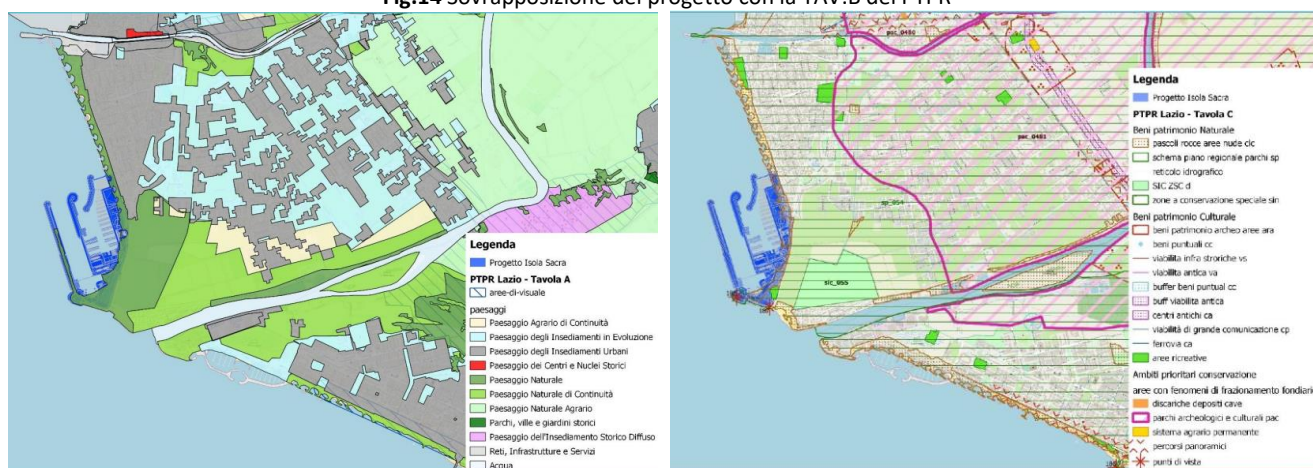 Fig.14 Sovrapposizione del progetto con la TAV.B del PTPR
Legenda
Progetto Isola Sacra
PTPR Lazio - Tavola A
aree-di-visuale
paesaggi
Paesaggio Agrario di Continuità
Paesaggio degli Insediamenti in Evoluzione
Paesaggio degli Insediamenti Urbani
Paesaggio dei Centri e Nuclei Storici
Paesaggio Naturale
Paesaggio Naturale di Continuità
Paesaggio Naturale Agrario
Parchi, ville e giardini storici
Paesaggio dell'Insediamento Storico Diffuso
Reti, Infrastrutture e Servizi
Acqua
pac_0480
pac_0481
sp_054
sic_055
Legenda
Progetto Isola Sacra
PTPR Lazio - Tavola C
Beni patrimonio Naturale
pascoli rocce aree nude clc
schema piano regionale parchi sp
reticolo idrografico
SIC ZSC d
zone a conservazione speciale sin
Beni patrimonio Culturale
beni patrimonio archeo aree ara
beni puntuali cc
viabilita infra stroriche vs
viabilita antica va
buffer beni puntual cc
buff viabilita antica
centri antichi ca
viabilità di grande comunicazione cp
ferrovia ca
aree ricreative
Ambiti prioritari conservazione
aree con fenomeni di frazionamento fondiario
discariche depositi cave
parchi archeologici e culturali pac
sistema agrario permanente
percorsi panoramici
punti di vista